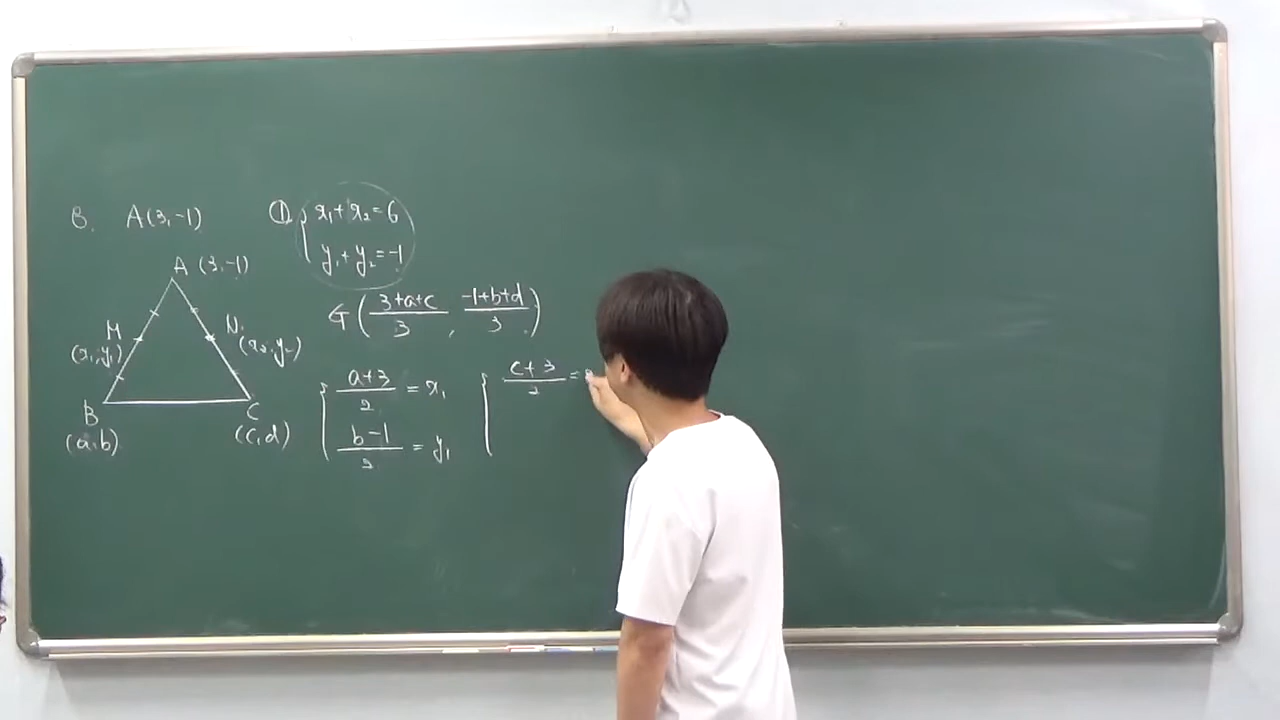 8. A(3, -1)
A (3, -1)
M
(x₁, y₁)
N
(x₂, y₂)
B
(a, b)
C
(c, d)
① { x₁ + x₂ = 6
y₁ + y₂ = -1
G( (3+a+c)/3 , (-1+b+d)/3 )
{ (a+3)/2 = x₁
(b-1)/2 = y₁
{ (c+3)/2 =